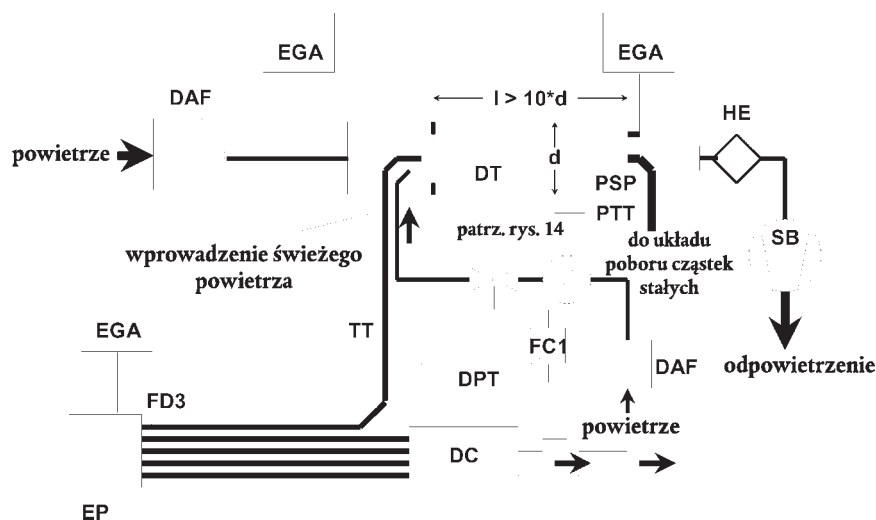 EGA
EGA
DAF
l > 10*d
HE
powietrze
d
DT
PSP
PTT
patrz. rys. 14
SB
do układu
poboru cząstek
stałych
wprowadzenie świeżego
powietrza
EGA
TT
FC1
DAF
odpowietrzenie
DPT
FD3
powietrze
DC
EP